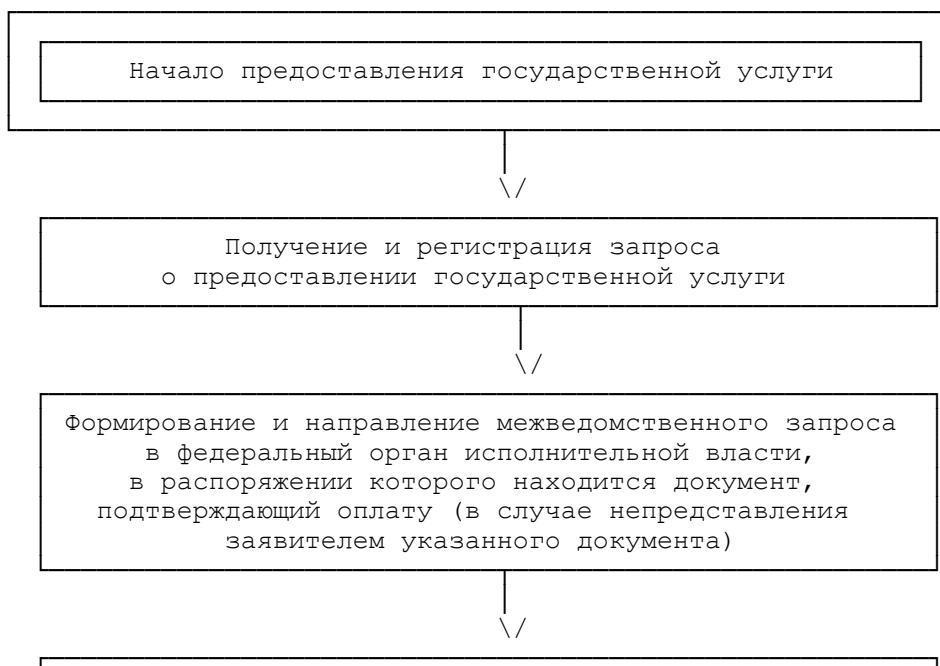 Начало предоставления государственной услуги
\/
Получение и регистрация запроса
о предоставлении государственной услуги
\/
Формирование и направление межведомственного запроса
в федеральный орган исполнительной власти,
в распоряжении которого находится документ,
подтверждающий оплату (в случае непредставления
заявителем указанного документа)
\/